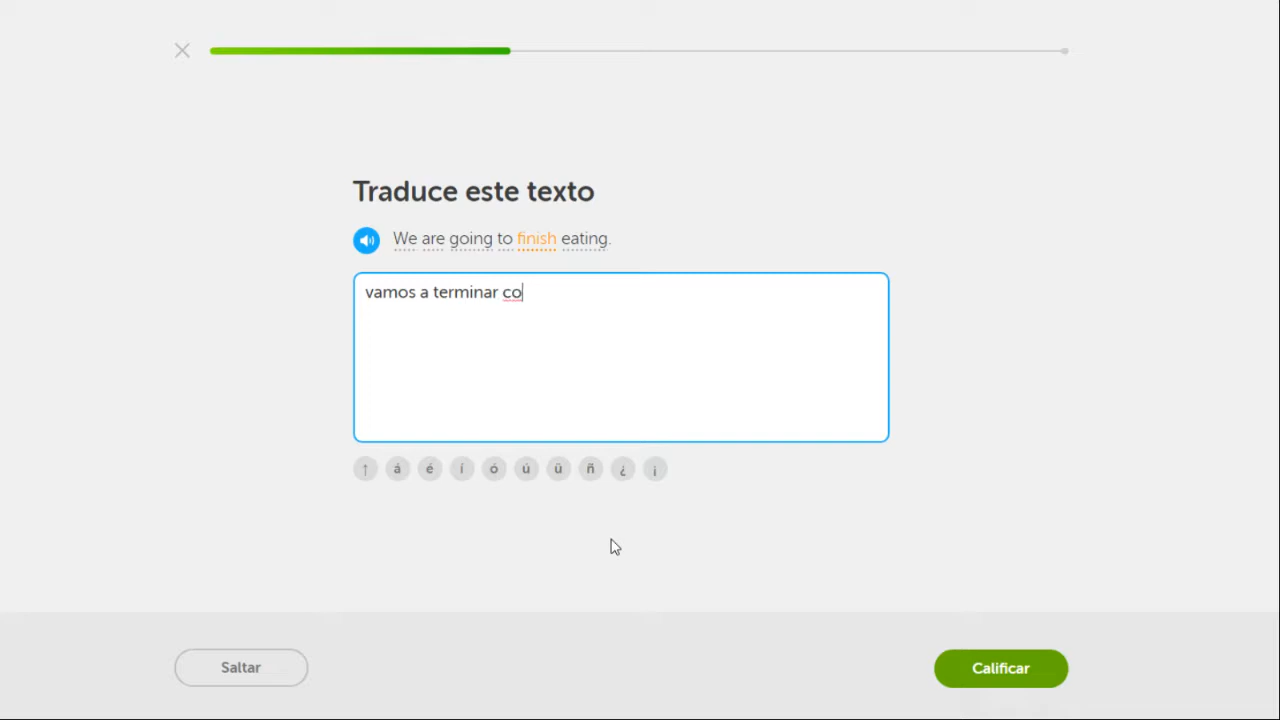 Traduce este texto
We are going to finish eating.
vamos a terminar co
↑ á é í ó ú ü ñ ¿ ¡
Saltar Calificar